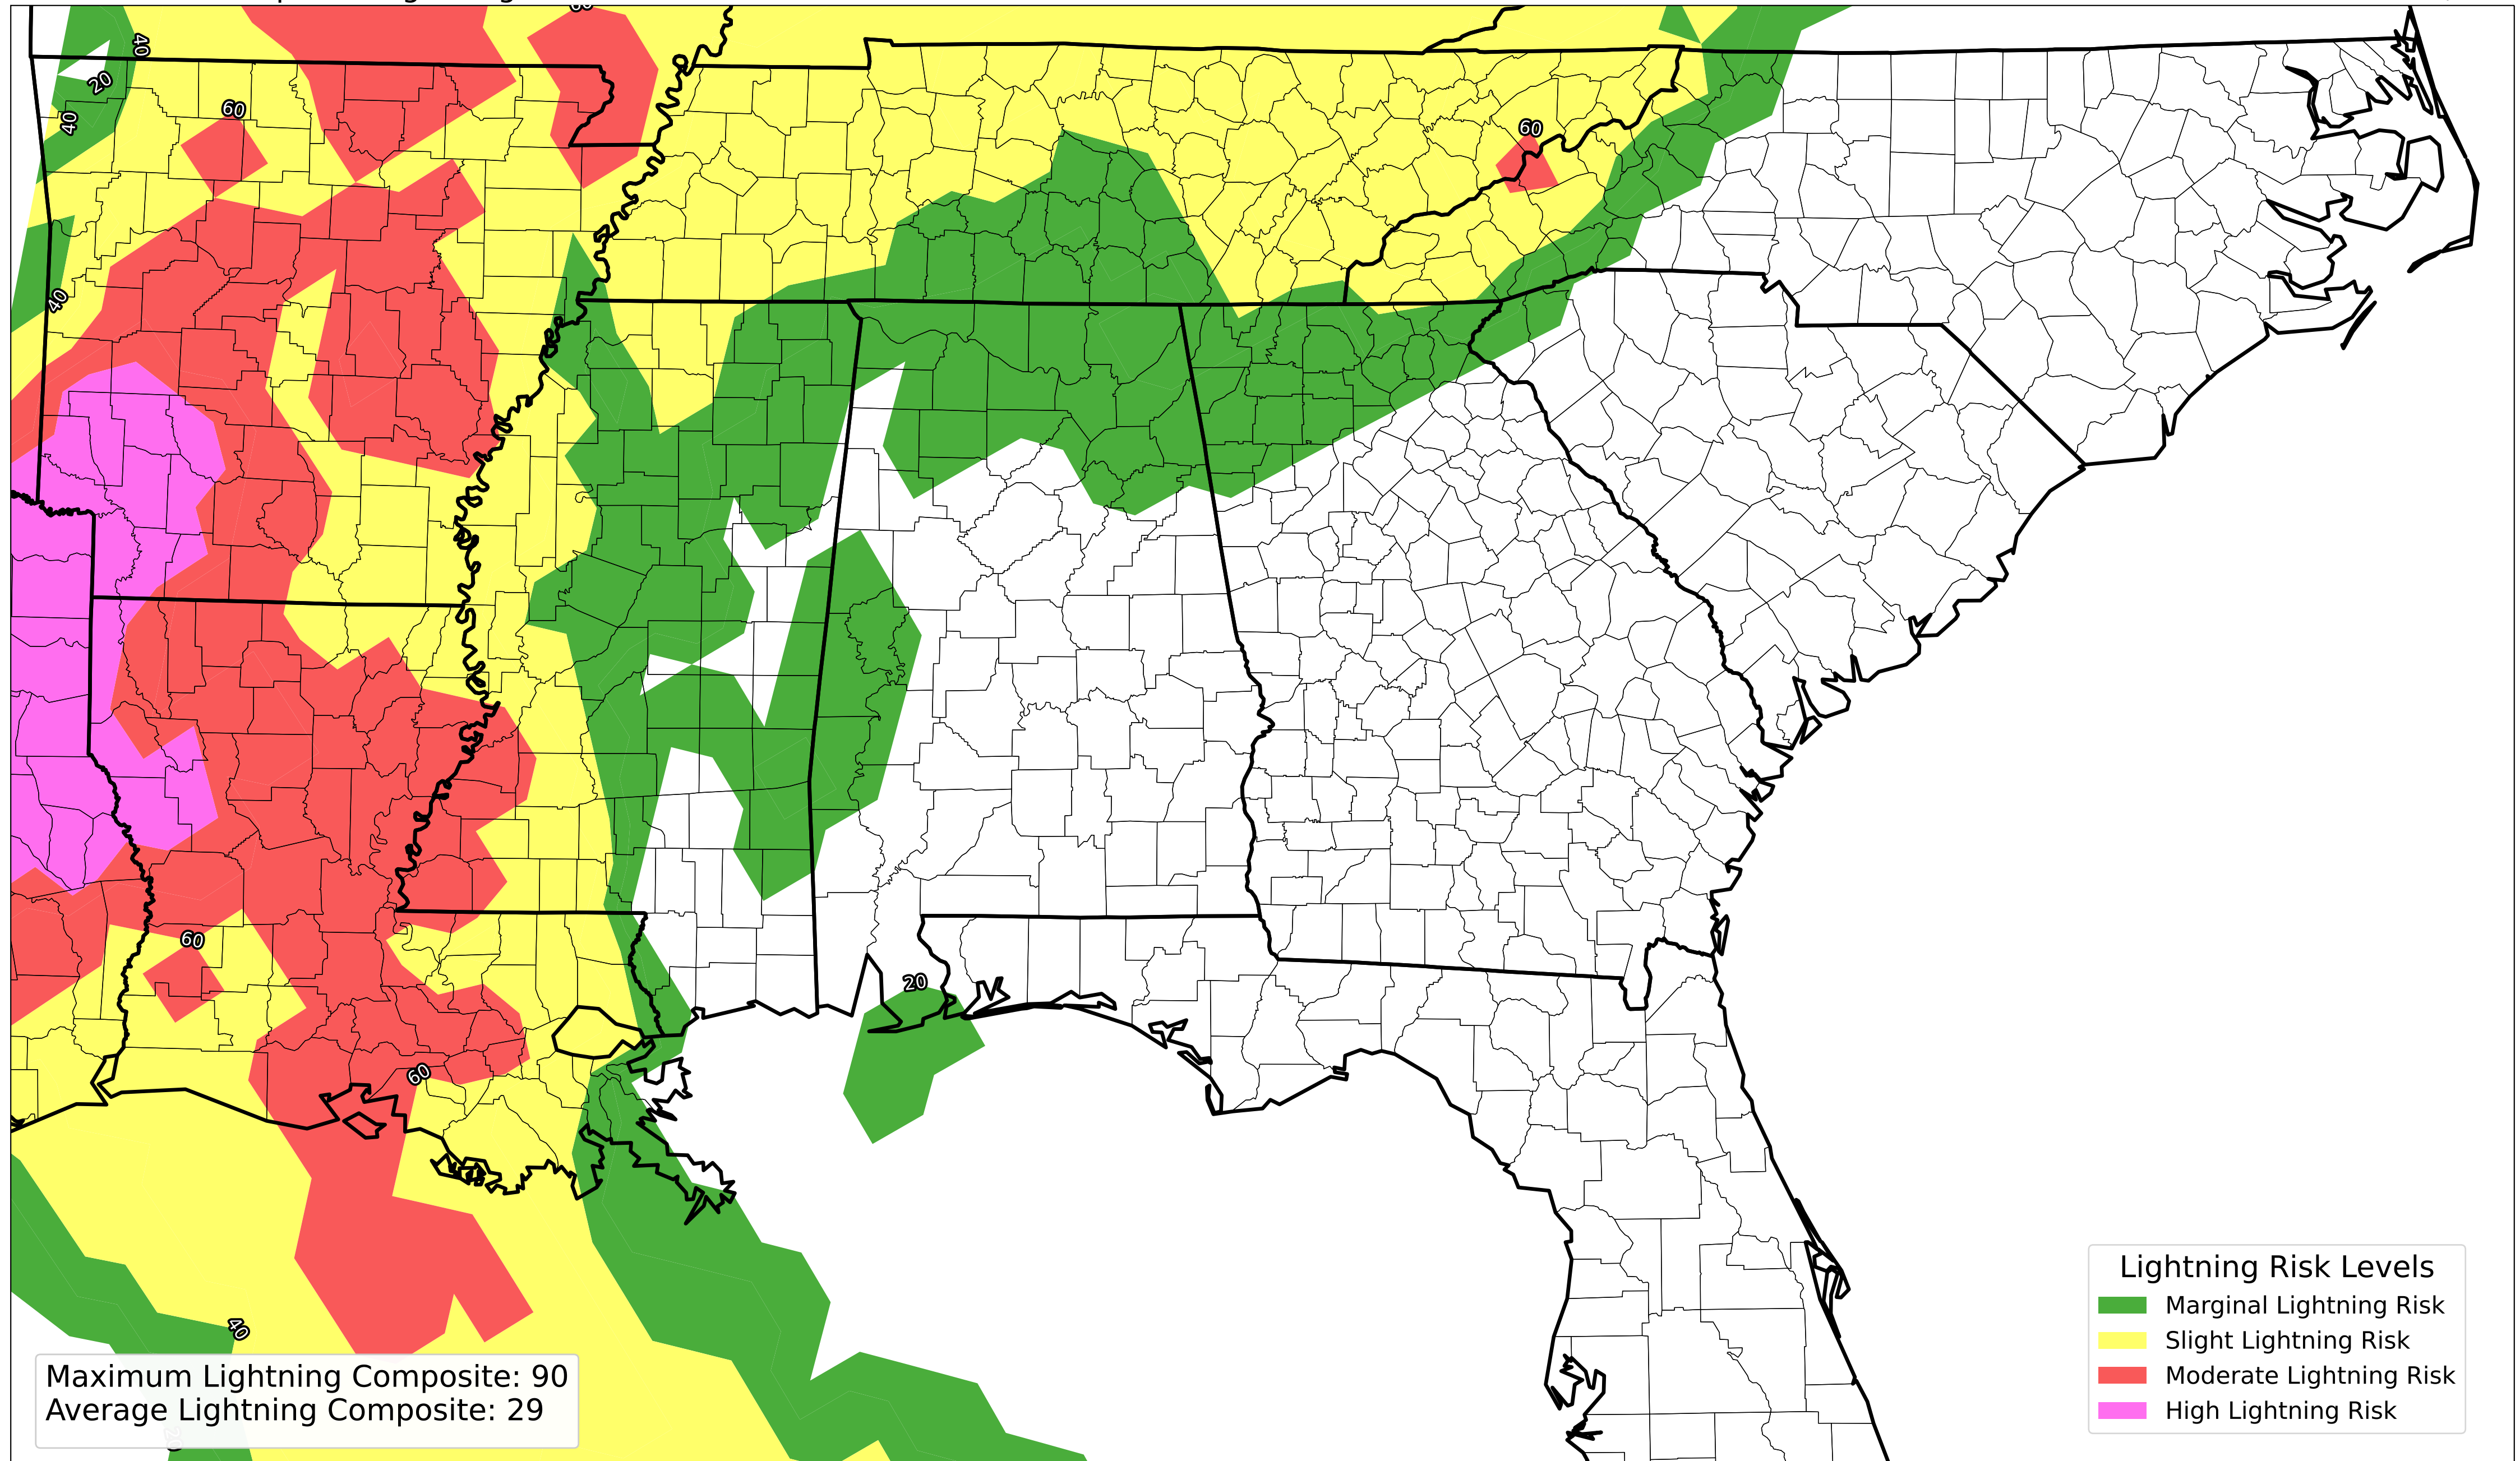 60
40
20
60
40
60
40
60
20
60
40
Lightning Risk Levels
Marginal Lightning Risk
Slight Lightning Risk
Moderate Lightning Risk
High Lightning Risk
Maximum Lightning Composite: 90
Average Lightning Composite: 29